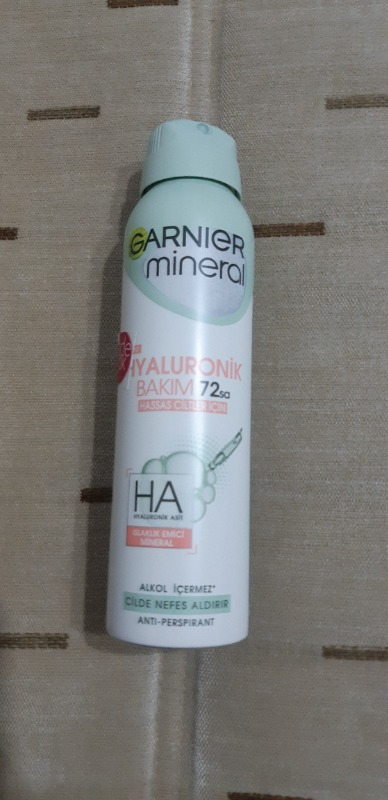 GARNIER
mineral
HYALURONİK
BAKIM 72sa
HASSAS CİLTLER İÇİN
HA
HYALURONİK ASİT
ISLAKLIK EMİCİ
MİNERAL
ALKOL İÇERMEZ*
CİLDE NEFES ALDIRIR
ANTI-PERSPIRANT